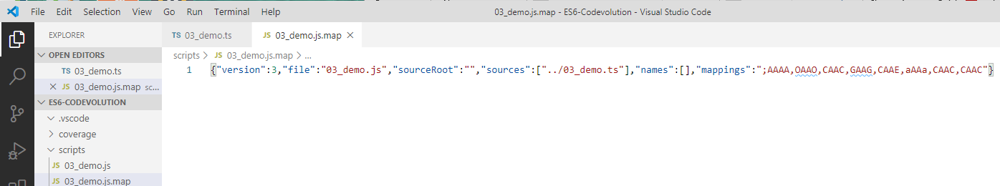 File Edit Selection View Go Run Terminal Help 03_demo.js.map - ES6-Codevolution - Visual Studio Code
EXPLORER
TS 03_demo.ts JS 03_demo.js.map
OPEN EDITORS
scripts > JS 03_demo.js.map > ...
TS 03_demo.ts
1 {"version":3,"file":"03_demo.js","sourceRoot":"","sources":["../03_demo.ts"],"names":[],"mappings":";AAAA,OAAO,CAAC,GAAG,CAAE,aAAa,CAAC,CAAC"}
JS 03_demo.js.map sc...
ES6-CODEVOLUTION
.vscode
coverage
scripts
JS 03_demo.js
JS 03_demo.js.map